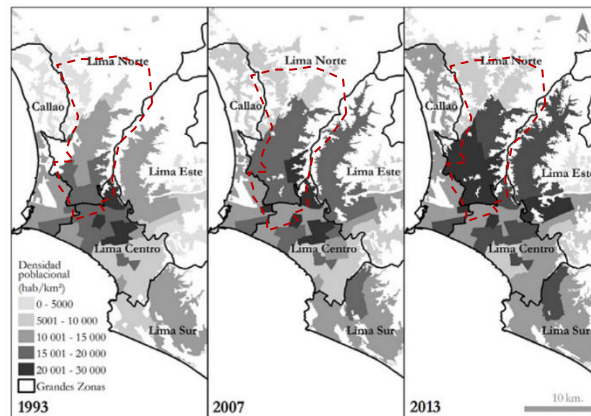 Lima Norte
Callao
Lima Este
Lima Centro
Lima Sur
Densidad
poblacional
(hab/km²)
0 - 5000
5001 - 10 000
10 001 - 15 000
15 001 - 20 000
20 001 - 30 000
Grandes Zonas
1993
Lima Norte
Callao
Lima Este
Lima Centro
Lima Sur
2007
N
Lima Norte
Callao
Lima Este
Lima Centro
Lima Sur
2013
10 km.